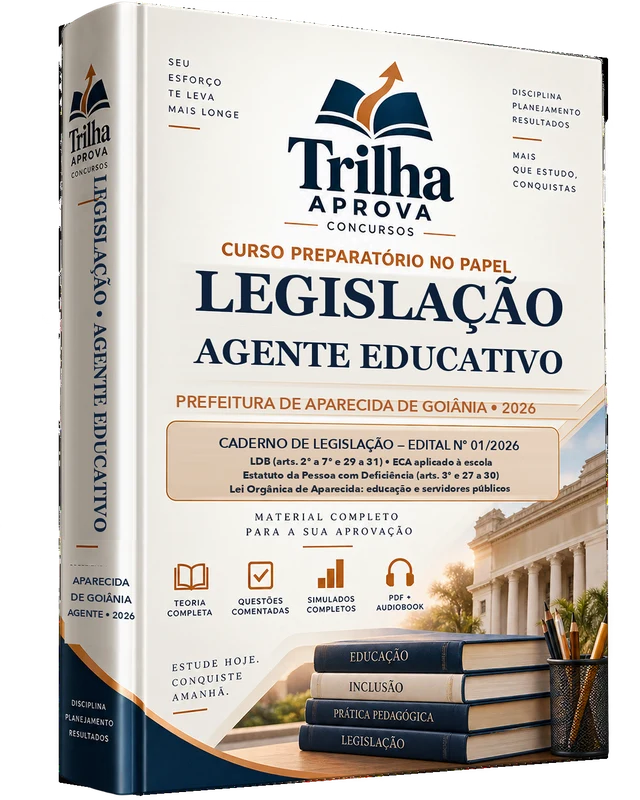 SEU
ESFORÇO
TE LEVA
MAIS LONGE
DISCIPLINA
PLANEJAMENTO
RESULTADOS
MAIS
QUE ESTUDO,
CONQUISTAS
Trilha
APROVA
CONCURSOS
CURSO PREPARATÓRIO NO PAPEL
LEGISLAÇÃO
AGENTE EDUCATIVO
PREFEITURA DE APARECIDA DE GOIÂNIA • 2026
CADERNO DE LEGISLAÇÃO – EDITAL Nº 01/2026
LDB (arts. 2º a 7º e 29 a 31) • ECA aplicado à escola
Estatuto da Pessoa com Deficiência (arts. 3º e 27 a 30)
Lei Orgânica de Aparecida: educação e servidores públicos
MATERIAL COMPLETO
PARA A SUA APROVAÇÃO
TEORIA
COMPLETA
QUESTÕES
COMENTADAS
SIMULADOS
COMPLETOS
PDF +
AUDIOBOOK
ESTUDE HOJE.
CONQUISTE
AMANHÃ.
EDUCAÇÃO
INCLUSÃO
PRÁTICA PEDAGÓGICA
LEGISLAÇÃO
Trilha
APROVA
CONCURSOS
LEGISLAÇÃO • AGENTE EDUCATIVO
APARECIDA
DE GOIÂNIA
AGENTE • 2026
DISCIPLINA
PLANEJAMENTO
RESULTADOS